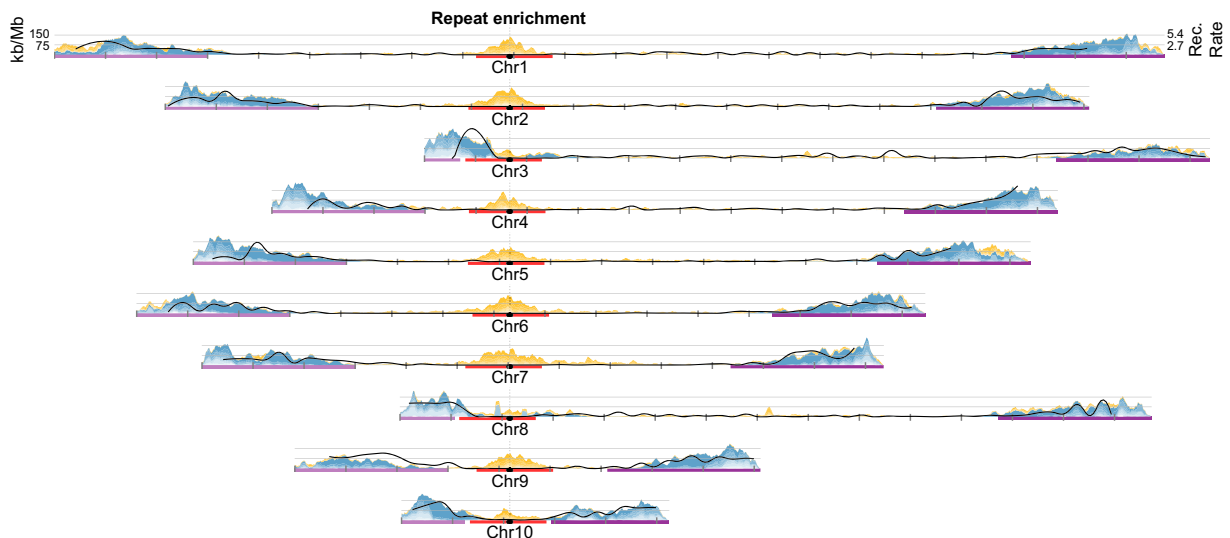 Repeat enrichment
kb/Mb
150
75
5.4
2.7
Rec.
Rate
Chr1
Chr2
Chr3
Chr4
Chr5
Chr6
Chr7
Chr8
Chr9
Chr10